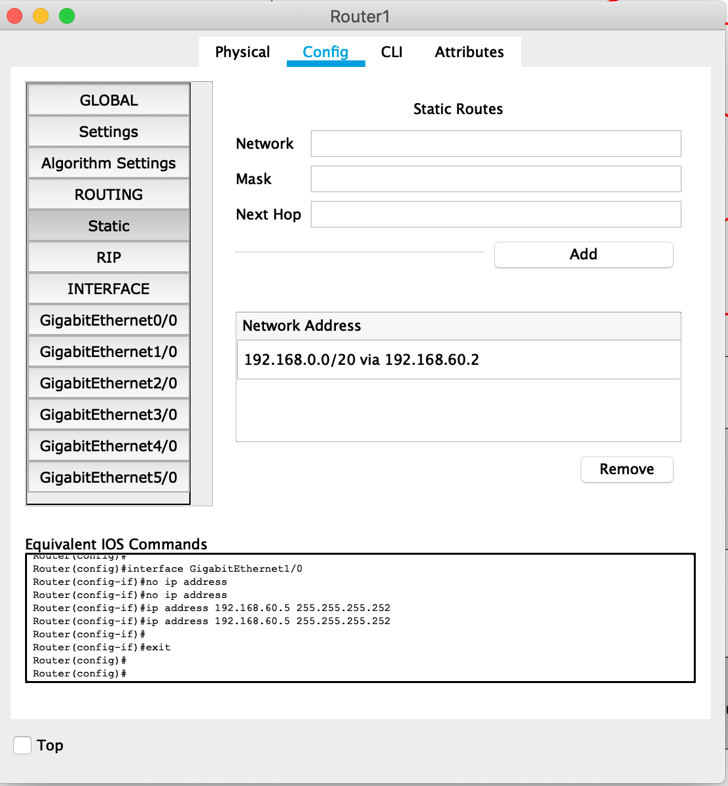 Router1
Physical Config CLI Attributes
GLOBAL
Settings
Algorithm Settings
ROUTING
Static
RIP
INTERFACE
GigabitEthernet0/0
GigabitEthernet1/0
GigabitEthernet2/0
GigabitEthernet3/0
GigabitEthernet4/0
GigabitEthernet5/0
Static Routes
Network
Mask
Next Hop
Add
Network Address
192.168.0.0/20 via 192.168.60.2
Remove
Equivalent IOS Commands
Router(config)#
Router(config)#interface GigabitEthernet1/0
Router(config-if)#no ip address
Router(config-if)#no ip address
Router(config-if)#ip address 192.168.60.5 255.255.255.252
Router(config-if)#ip address 192.168.60.5 255.255.255.252
Router(config-if)#
Router(config-if)#exit
Router(config)#
Router(config)#
Top